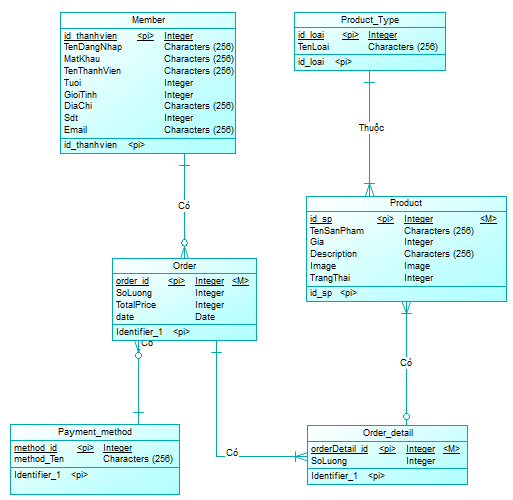 Member
id_thanhvien <pi> Integer
TenDangNhap Characters (256)
MatKhau Characters (256)
TenThanhVien Characters (256)
Tuoi Integer
GioiTinh Integer
DiaChi Characters (256)
Sdt Integer
Email Characters (256)
id_thanhvien <pi>
Product_Type
id_loai <pi> Integer
TenLoai Characters (256)
id_loai <pi>
Thuộc
Có
Product
id_sp <pi> Integer <M>
TenSanPham Characters (256)
Gia Integer
Description Characters (256)
Image Image
TrangThai Integer
id_sp <pi>
Order
order_id <pi> Integer <M>
SoLuong Integer
TotalPrice Integer
date Date
Identifier_1 <pi>
Có
Có
Payment_method
method_id <pi> Integer
method_Ten Characters (256)
Identifier_1 <pi>
Có
Order_detail
orderDetail_id <pi> Integer <M>
SoLuong Integer
Identifier_1 <pi>